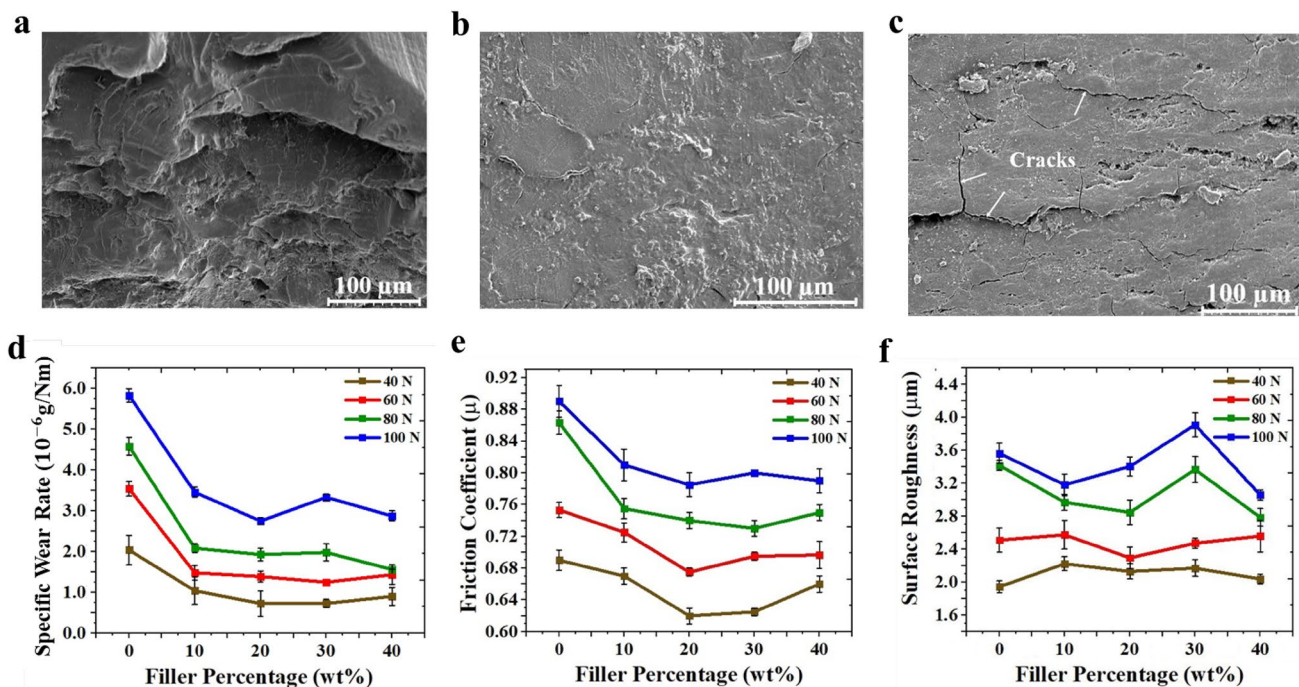 a
b
c
100 µm
100 µm
Cracks
100 µm
d
e
f
Specific Wear Rate (10⁻⁶g/Nm)
6.0
5.0
4.0
3.0
2.0
1.0
0.0
40 N
60 N
80 N
100 N
0 10 20 30 40
Filler Percentage (wt%)
Friction Coefficient (µ)
0.92
0.88
0.84
0.80
0.76
0.72
0.68
0.64
0.60
40 N
60 N
80 N
100 N
0 10 20 30 40
Filler Percentage (wt%)
Surface Roughness (µm)
4.4
4.0
3.6
3.2
2.8
2.4
2.0
1.6
40 N
60 N
80 N
100 N
0 10 20 30 40
Filler Percentage (wt%)